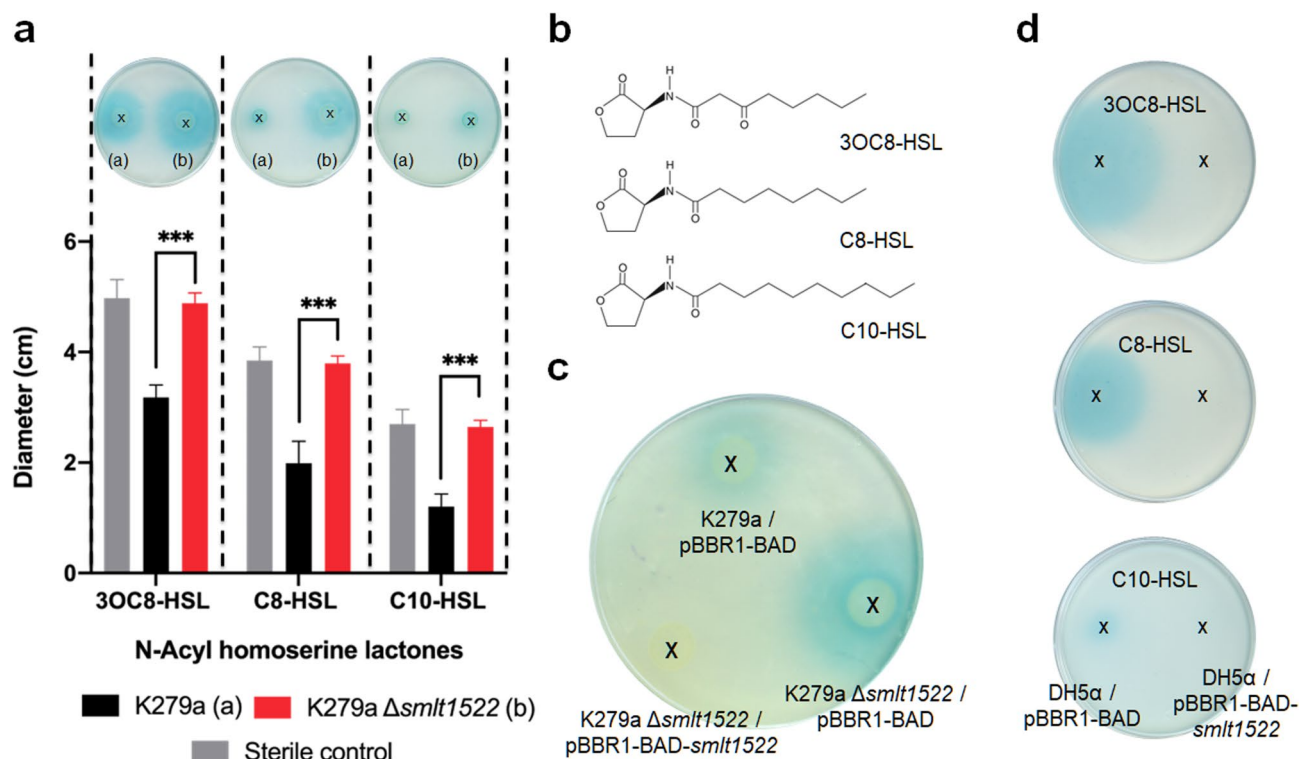 a
x
x
(a)
(b)
x
x
(a)
(b)
x
x
(a)
(b)
6
4
2
0
Diameter (cm)
***
***
***
3OC8-HSL
C8-HSL
C10-HSL
N-Acyl homoserine lactones
K279a (a)
K279a Δsmlt1522 (b)
Sterile control
b
O
O
H
N
O
O
3OC8-HSL
O
O
H
N
O
C8-HSL
O
O
H
N
O
C10-HSL
c
X
K279a /
pBBR1-BAD
X
X
K279a Δsmlt1522 /
pBBR1-BAD
K279a Δsmlt1522 /
pBBR1-BAD-smlt1522
d
3OC8-HSL
X
X
C8-HSL
X
X
C10-HSL
X
X
DH5α /
pBBR1-BAD
DH5α /
pBBR1-BAD-
smlt1522